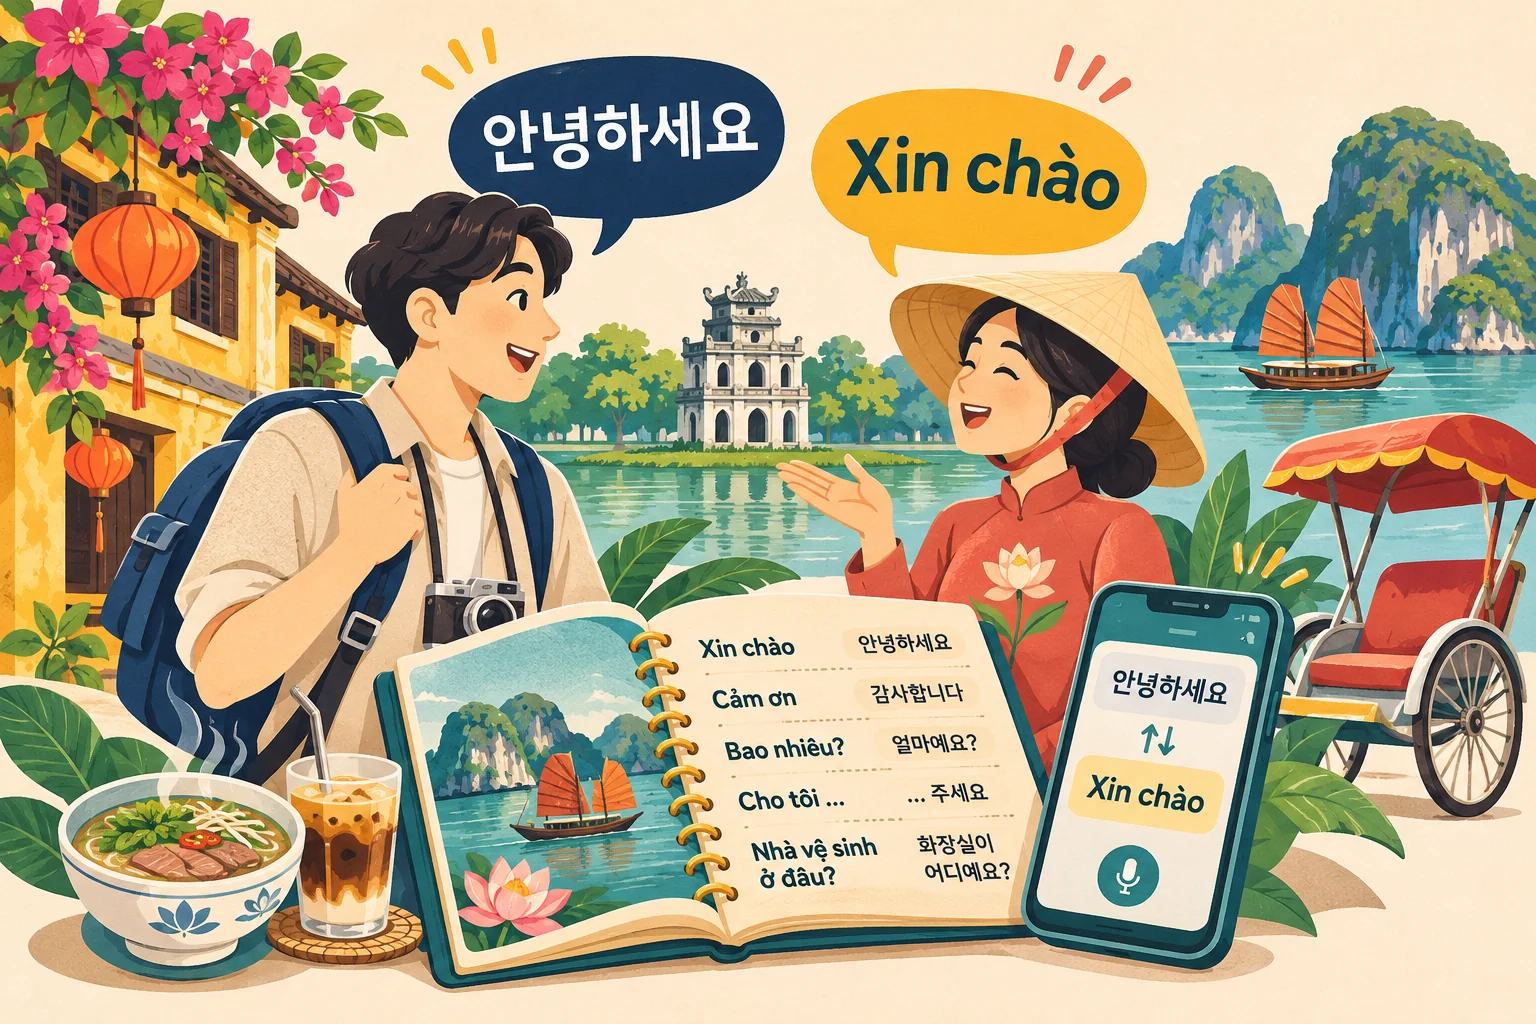 안녕하세요
Xin chào
Xin chào 안녕하세요
Cảm ơn 감사합니다
Bao nhiêu? 얼마예요?
Cho tôi ... ... 주세요
Nhà vệ sinh 화장실이
ở đâu? 어디예요?
안녕하세요
Xin chào